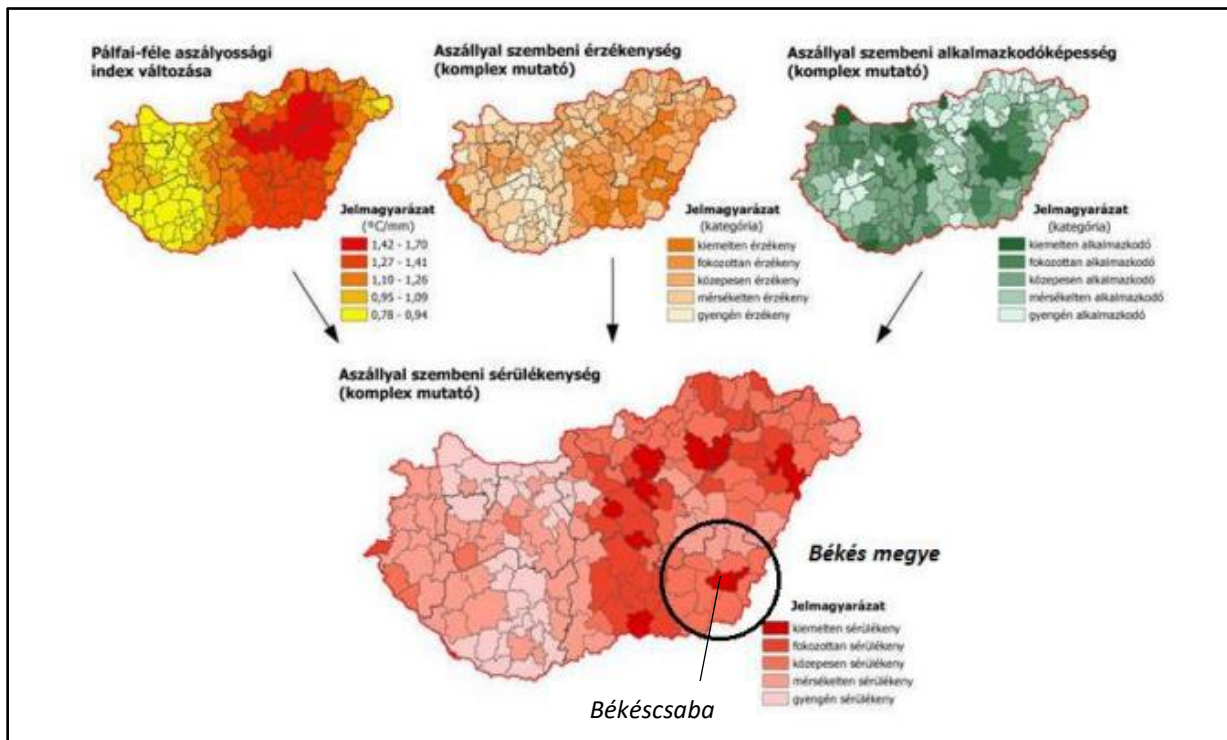 Pálfai-féle aszályossági
index változása
Jelmagyarázat
(°C/mm)
1,42 - 1,70
1,27 - 1,41
1,10 - 1,26
0,95 - 1,09
0,78 - 0,94
Aszállyal szembeni érzékenység
(komplex mutató)
Jelmagyarázat
(kategória)
kiemelten érzékeny
fokozottan érzékeny
közepesen érzékeny
mérsékelten érzékeny
gyengén érzékeny
Aszállyal szembeni alkalmazkodóképesség
(komplex mutató)
Jelmagyarázat
(kategória)
kiemelten alkalmazkodó
fokozottan alkalmazkodó
közepesen alkalmazkodó
mérsékelten alkalmazkodó
gyengén alkalmazkodó
Aszállyal szembeni sérülékenység
(komplex mutató)
Békés megye
Jelmagyarázat
kiemelten sérülékeny
fokozottan sérülékeny
közepesen sérülékeny
mérsékelten sérülékeny
gyengén sérülékeny
Békéscsaba